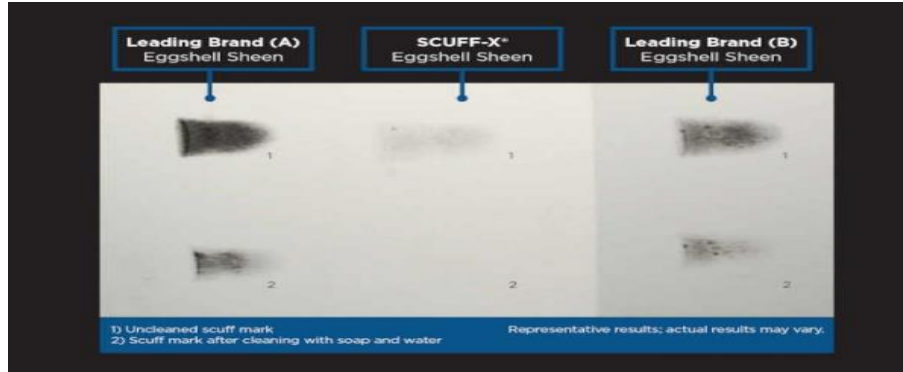 Leading Brand (A)
Eggshell Sheen
SCUFF-X®
Eggshell Sheen
Leading Brand (B)
Eggshell Sheen
1
1
1
2
2
2
1) Uncleaned scuff mark
2) Scuff mark after cleaning with soap and water
Representative results; actual results may vary.